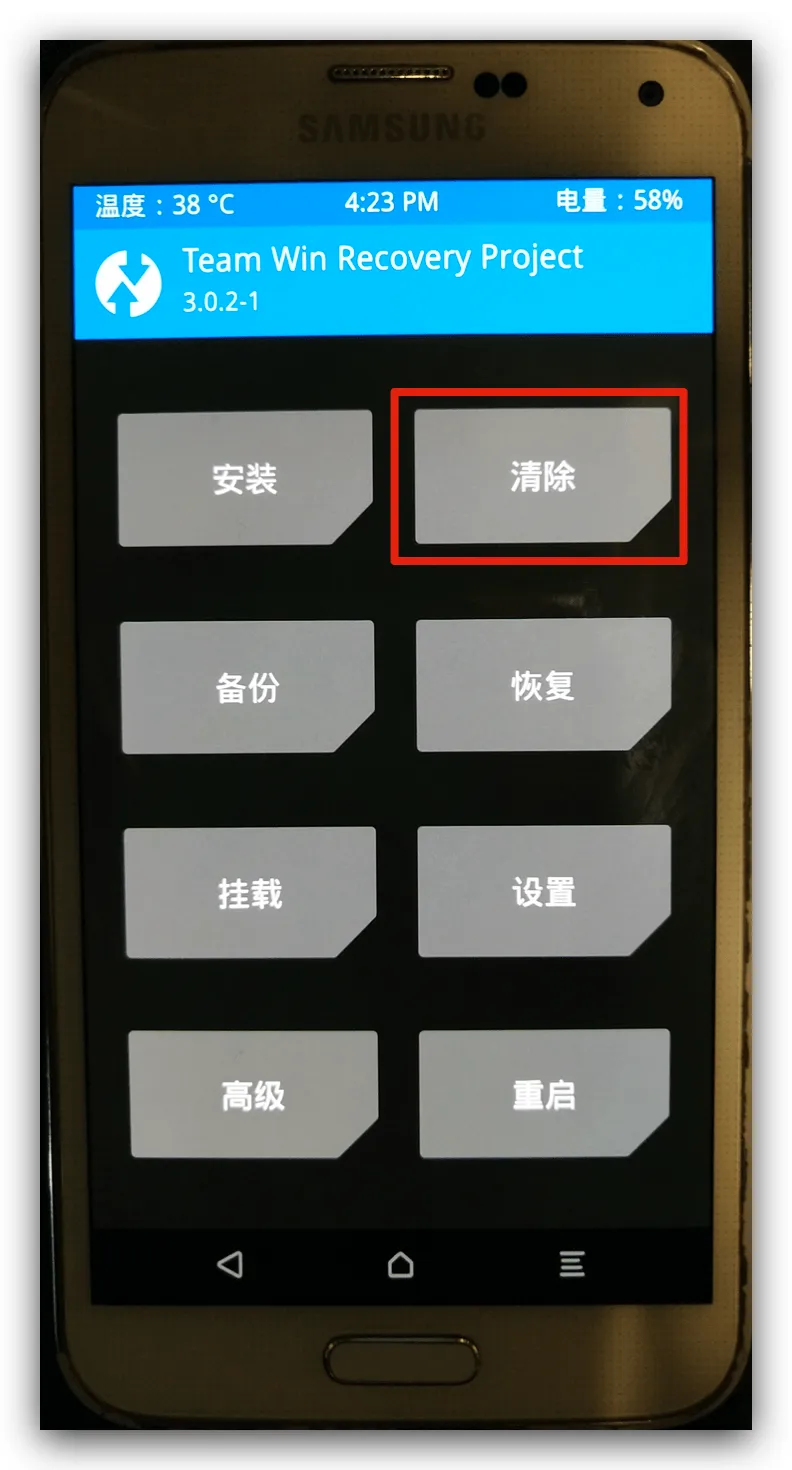 SAMSUNG
温度：38 °C 4:23 PM 电量：58%
Team Win Recovery Project
3.0.2-1
安装 清除
备份 恢复
挂载 设置
高级 重启